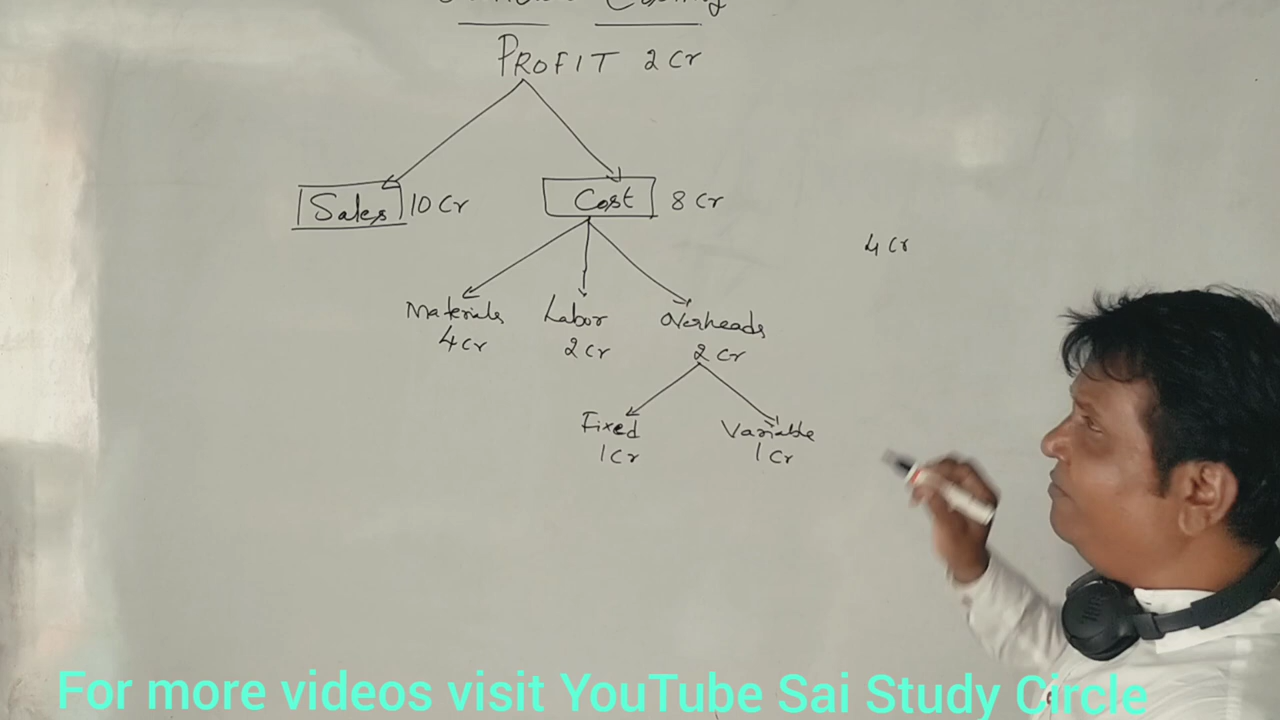 Costing
PROFIT 2 Cr
Sales 10 Cr
Cost 8 Cr
4 Cr
Materials Labor Overheads
4 Cr 2 Cr 2 Cr
Fixed Variable
1 Cr 1 Cr
For more videos visit YouTube Sai Study Circle